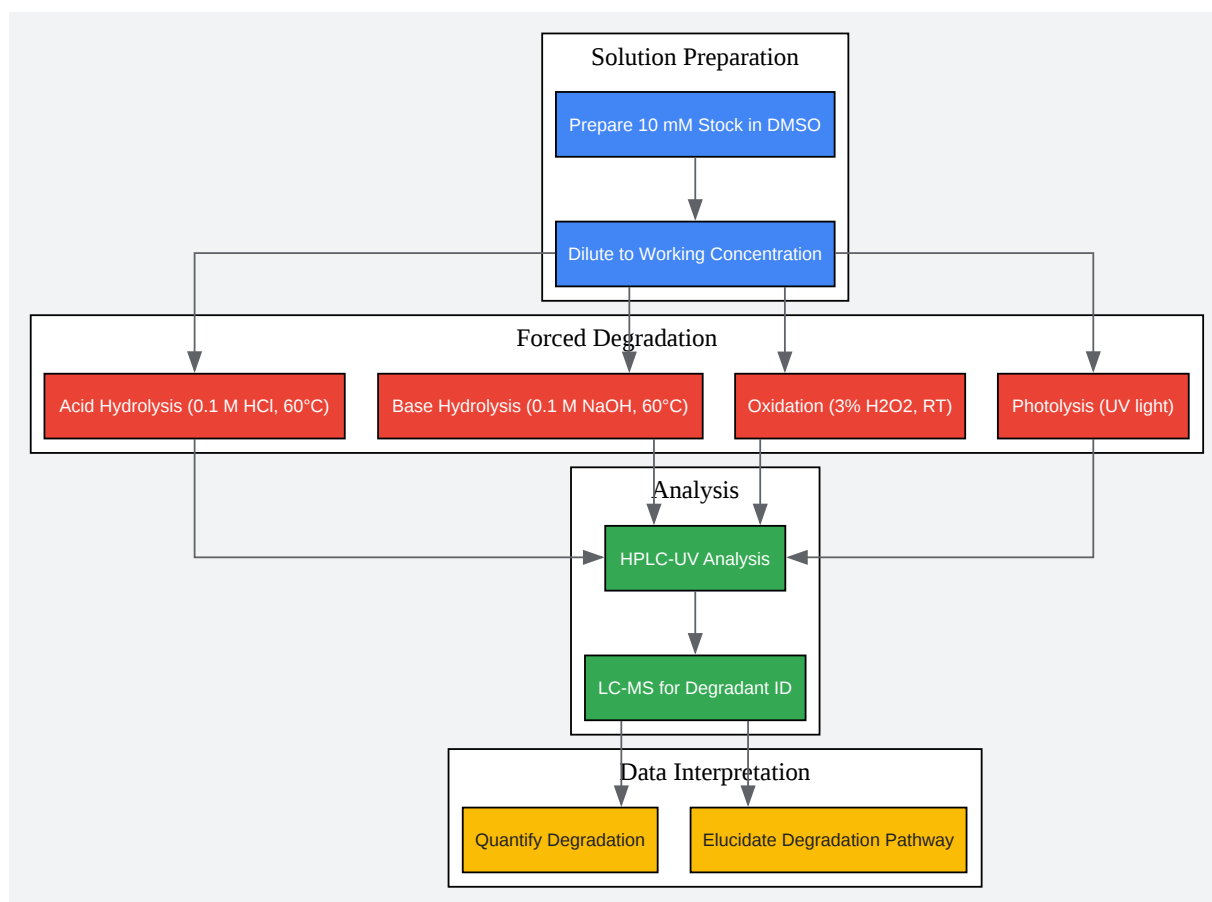 Solution Preparation
Prepare 10 mM Stock in DMSO
Dilute to Working Concentration
Forced Degradation
Acid Hydrolysis (0.1 M HCl, 60°C)
Base Hydrolysis (0.1 M NaOH, 60°C)
Oxidation (3% H2O2, RT)
Photolysis (UV light)
Analysis
HPLC-UV Analysis
LC-MS for Degradant ID
Data Interpretation
Quantify Degradation
Elucidate Degradation Pathway